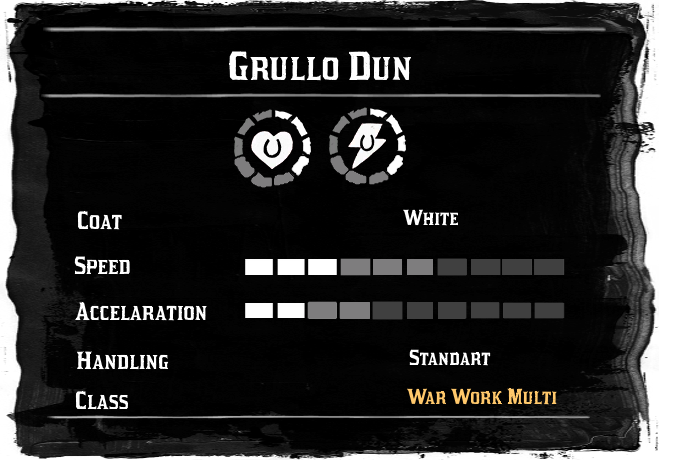 Grullo Dun
Coat White
Speed
Accelaration
Handling Standart
Class War Work Multi